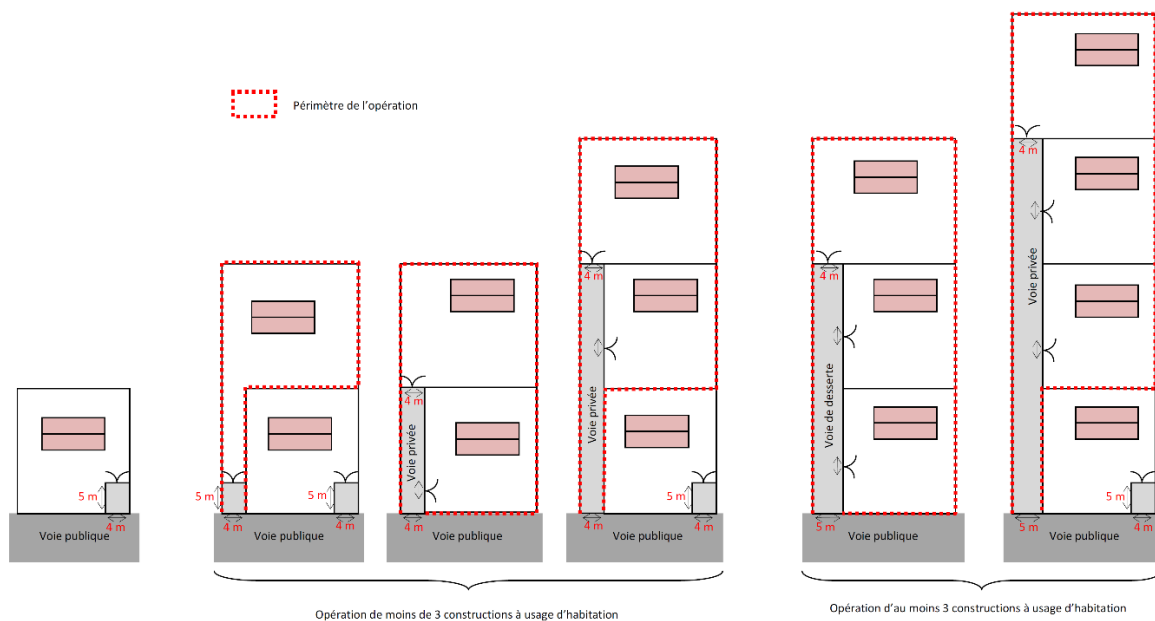 Périmètre de l'opération
5 m
4 m
Voie publique
5 m
4 m
5 m
4 m
Voie publique
4 m
Voie privée
4 m
Voie publique
4 m
Voie privée
4 m
5 m
4 m
Voie publique
Opération de moins de 3 constructions à usage d'habitation
4 m
Voie de desserte
5 m
Voie publique
4 m
Voie privée
5 m
5 m
4 m
Voie publique
Opération d'au moins 3 constructions à usage d'habitation